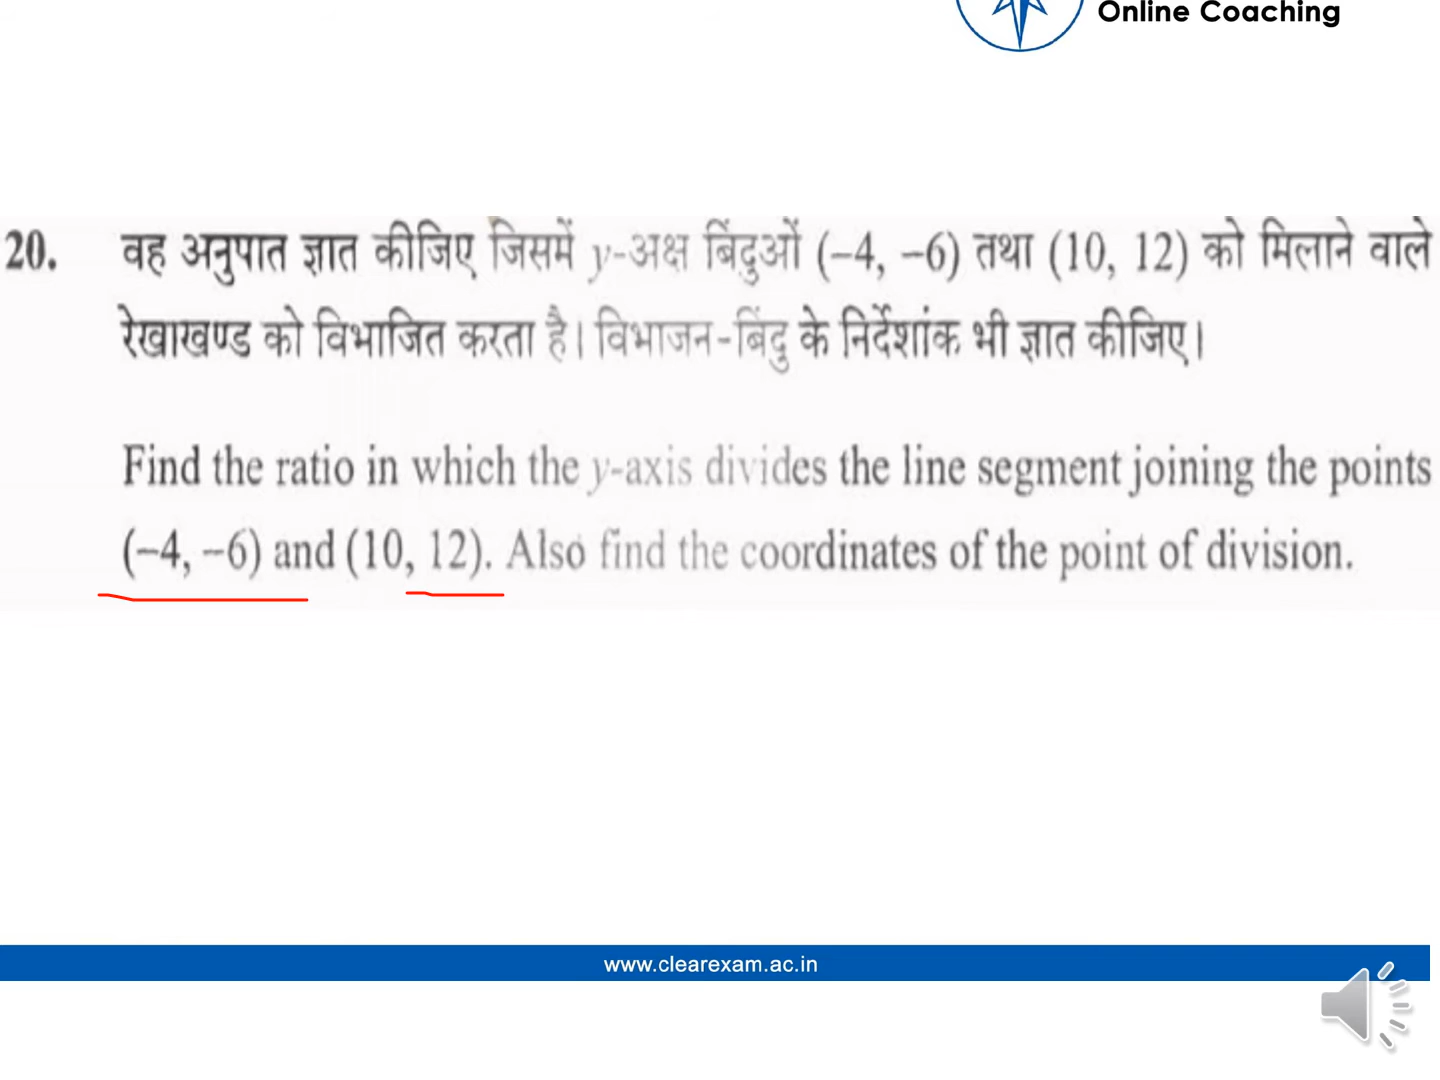 Online Coaching
20. वह अनुपात ज्ञात कीजिए जिसमें y-अक्ष बिंदुओं (–4, –6) तथा (10, 12) को मिलाने वाले
रेखाखण्ड को विभाजित करता है। विभाजन-बिंदु के निर्देशांक भी ज्ञात कीजिए।
Find the ratio in which the y-axis divides the line segment joining the points
(–4, –6) and (10, 12). Also find the coordinates of the point of division.
www.clearexam.ac.in